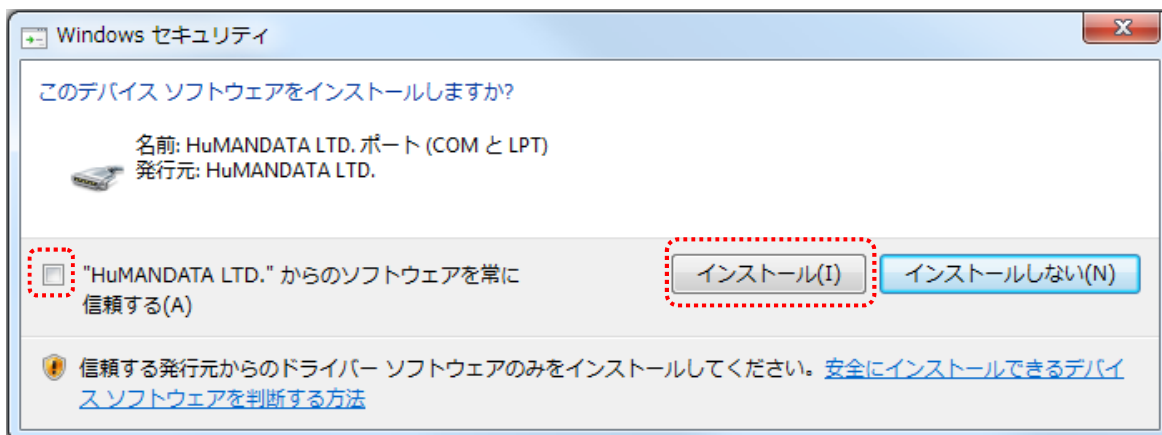 Windows セキュリティ
このデバイス ソフトウェアをインストールしますか?
名前: HuMANDATA LTD. ポート (COM と LPT)
発行元: HuMANDATA LTD.
"HuMANDATA LTD." からのソフトウェアを常に
信頼する(A)
インストール(I)
インストールしない(N)
信頼する発行元からのドライバー ソフトウェアのみをインストールしてください。安全にインストールできるデバイ
ス ソフトウェアを判断する方法